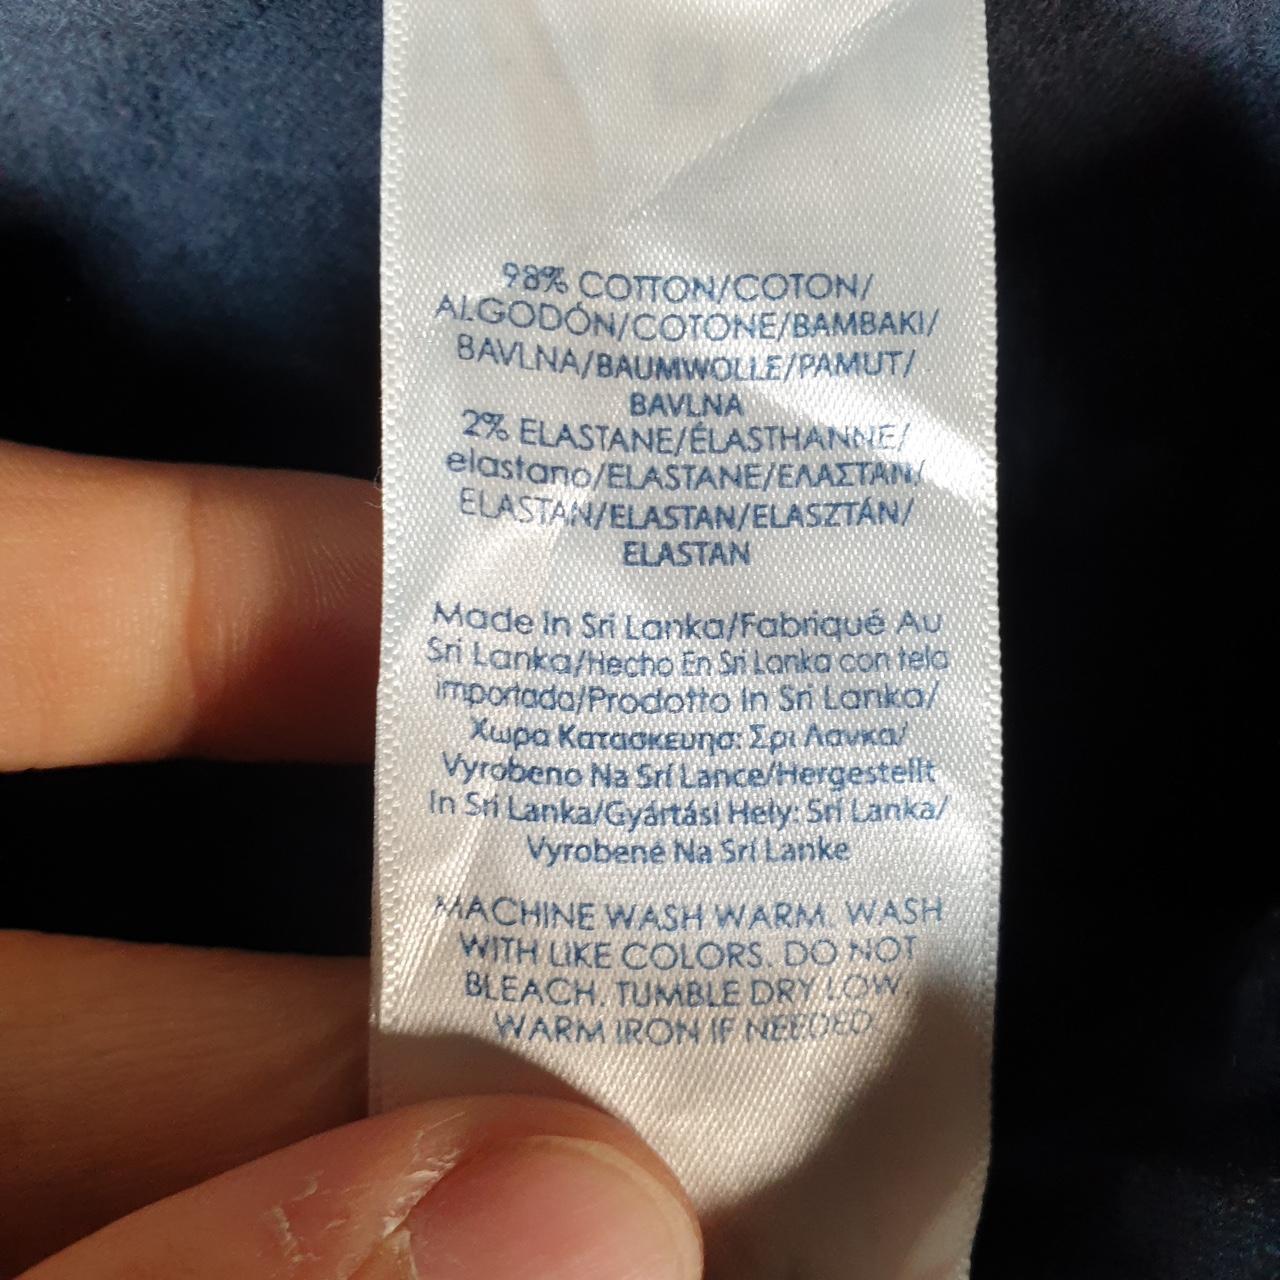 98% COTTON/COTON/
ALGODÓN/COTONE/BAMBAKI/
BAVLNA/BAUMWOLLE/PAMUT/
BAVLNA
2% ELASTANE/ÉLASTHANNE/
elastano/ELASTANE/ΕΛΑΣΤΑΝ/
ELASTAN/ELASTAN/ELASZTÁN/
ELASTAN
Made In Sri Lanka/Fabriqué Au
Sri Lanka/Hecho En Sri Lanka con tela
importada/Prodotto In Sri Lanka/
Χωρα Κατασκευησ: Σρι Λανκα/
Vyrobeno Na Srí Lance/Hergestellt
In Sri Lanka/Gyártási Hely: Srí Lanka/
Vyrobené Na Srí Lanke
MACHINE WASH WARM. WASH
WITH LIKE COLORS. DO NOT
BLEACH. TUMBLE DRY LOW.
WARM IRON IF NEEDED